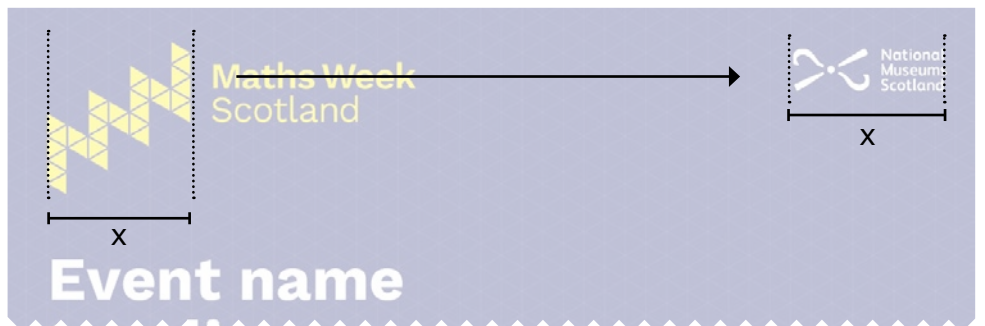 Maths Week
Scotland
National
Museums
Scotland
x
x
Event name